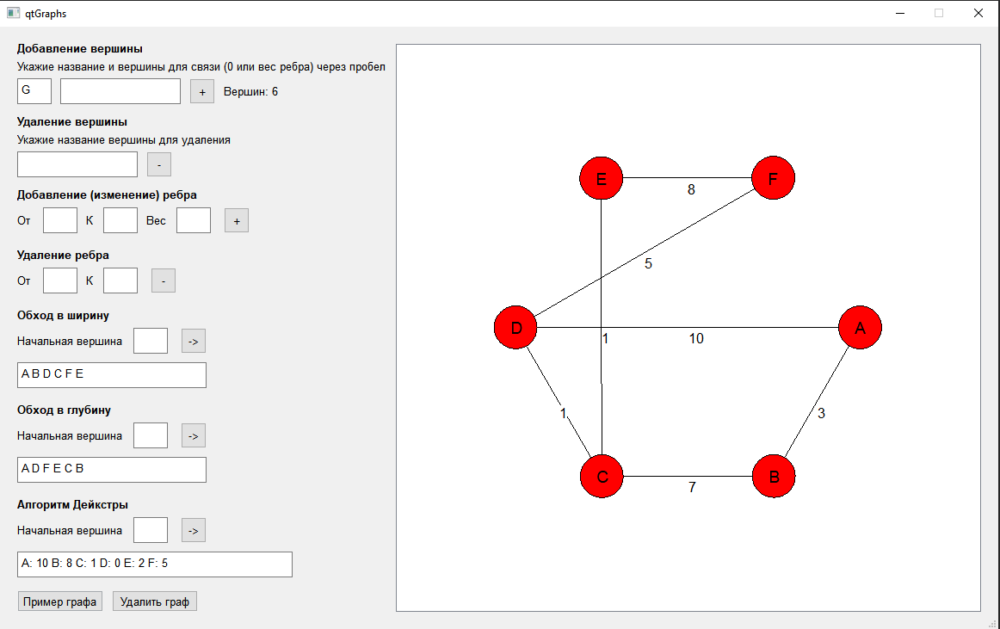 qtGraphs
Добавление вершины
Укажие название и вершины для связи (0 или вес ребра) через пробел
G + Вершин: 6
Удаление вершины
Укажие название вершины для удаления
-
Добавление (изменение) ребра
От К Вес +
Удаление ребра
От К -
Обход в ширину
Начальная вершина ->
A B D C F E
Обход в глубину
Начальная вершина ->
A D F E C B
Алгоритм Дейкстры
Начальная вершина ->
A: 10 B: 8 C: 1 D: 0 E: 2 F: 5
Пример графа Удалить граф
E F
8
5
D A
1 10
1 3
C B
7